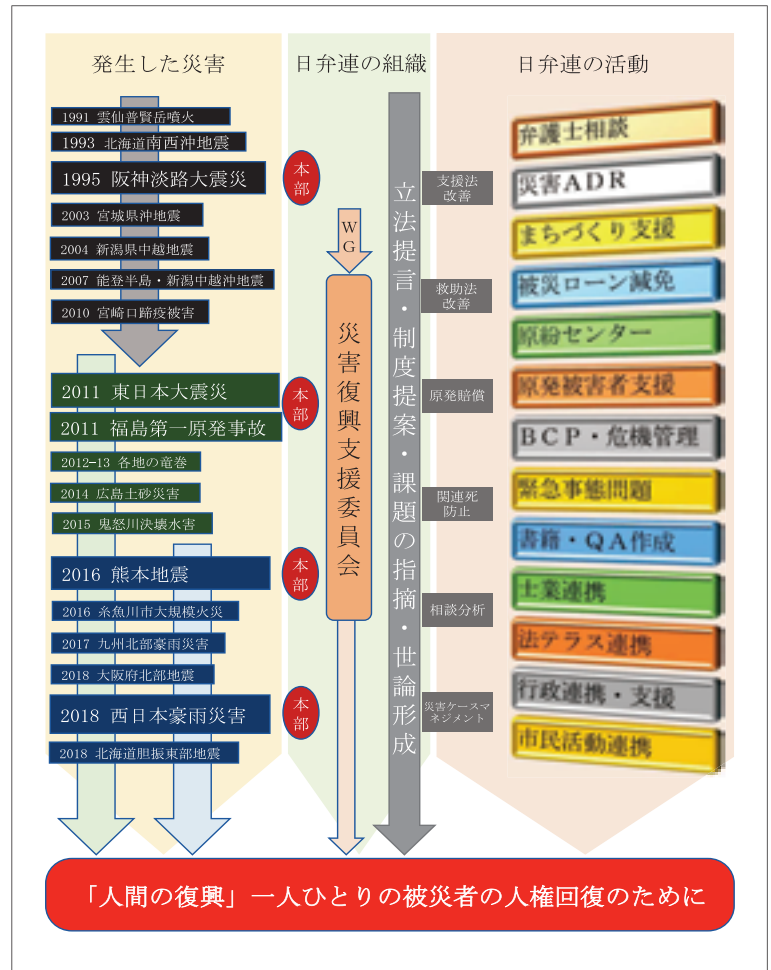 発生した災害
1991 雲仙普賢岳噴火
1993 北海道南西沖地震
1995 阪神淡路大震災
2003 宮城県沖地震
2004 新潟県中越地震
2007 能登半島・新潟中越沖地震
2010 宮崎口蹄疫被害
2011 東日本大震災
2011 福島第一原発事故
2012-13 各地の竜巻
2014 広島土砂災害
2015 鬼怒川決壊水害
2016 熊本地震
2016 糸魚川市大規模火災
2017 九州北部豪雨災害
2018 大阪府北部地震
2018 西日本豪雨災害
2018 北海道胆振東部地震
日弁連の組織
本部
本部
本部
本部
WG
災害復興支援委員会
立法提言・制度提案・課題の指摘・世論形成
日弁連の活動
支援法
改善
救助法
改善
原発賠償
関連死
防止
相談分析
災害ケースマ
ネジメント
弁護士相談
災害ADR
まちづくり支援
被災ローン減免
原紛センター
原発被害者支援
BCP・危機管理
緊急事態問題
書籍・QA作成
士業連携
法テラス連携
行政連携・支援
市民活動連携
「人間の復興」一人ひとりの被災者の人権回復のために